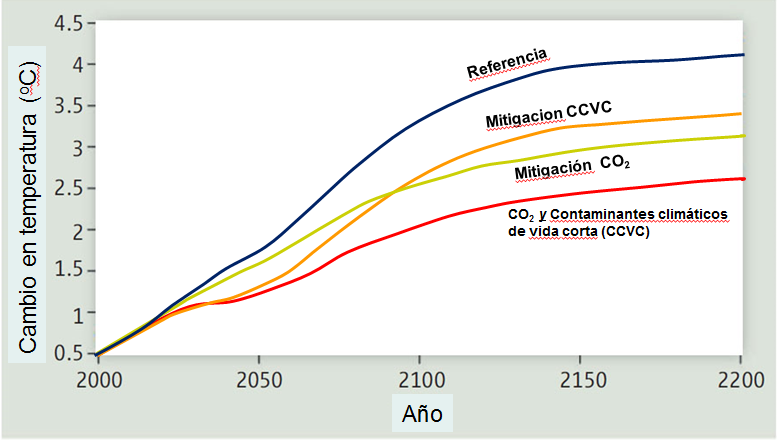 4.5
4
3.5
3
2.5
2
1.5
1
0.5
Cambio en temperatura (ºC)
Referencia
Mitigacion CCVC
Mitigación CO₂
CO₂ y Contaminantes climáticos
de vida corta (CCVC)
2000
2050
2100
2150
2200
Año